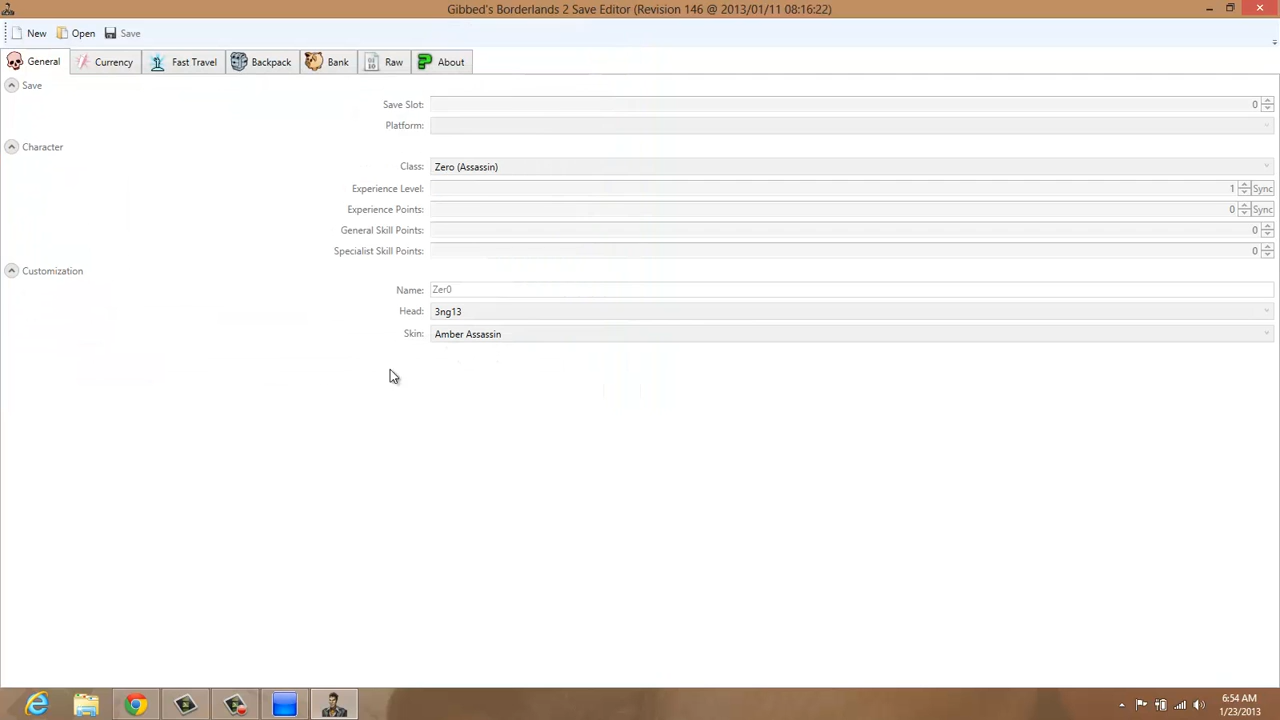 Gibbed's Borderlands 2 Save Editor (Revision 146 @ 2013/01/11 08:16:22)
New Open Save
General Currency Fast Travel Backpack Bank Raw About
Save
Save Slot: 0
Platform:
Character
Class: Zero (Assassin)
Experience Level: 1 Sync
Experience Points: 0 Sync
General Skill Points: 0
Specialist Skill Points: 0
Customization
Name: Zer0
Head: 3ng13
Skin: Amber Assassin
6:54 AM
1/23/2013